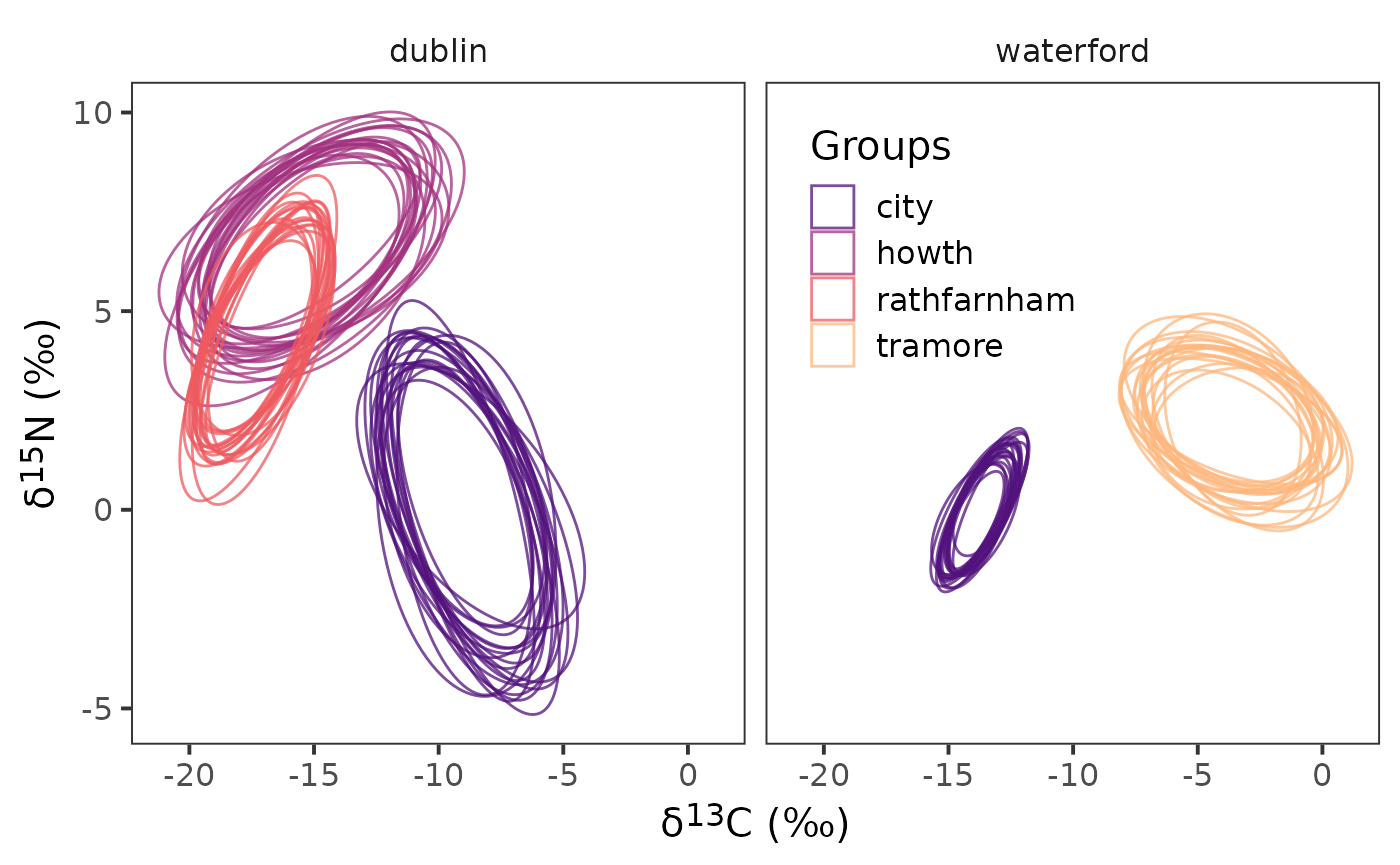 dublin
waterford
δ¹⁵N (‰)
10
5
0
-5
Groups
city
howth
rathfarnham
tramore
-20 -15 -10 -5 0
-20 -15 -10 -5 0
δ¹³C (‰)